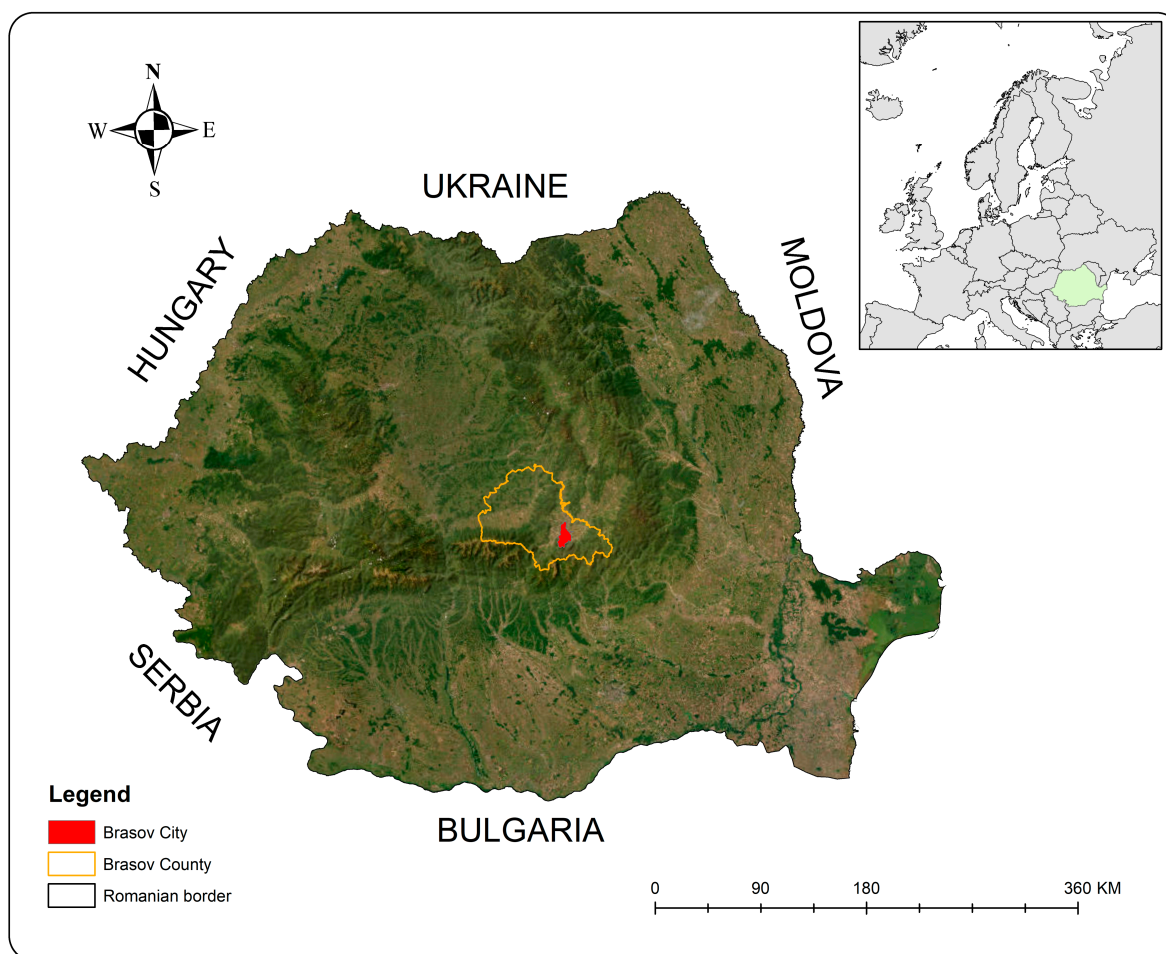 N
W
E
S
UKRAINE
HUNGARY
MOLDOVA
SERBIA
BULGARIA
Legend
Brasov City
Brasov County
Romanian border
0 90 180 360 KM